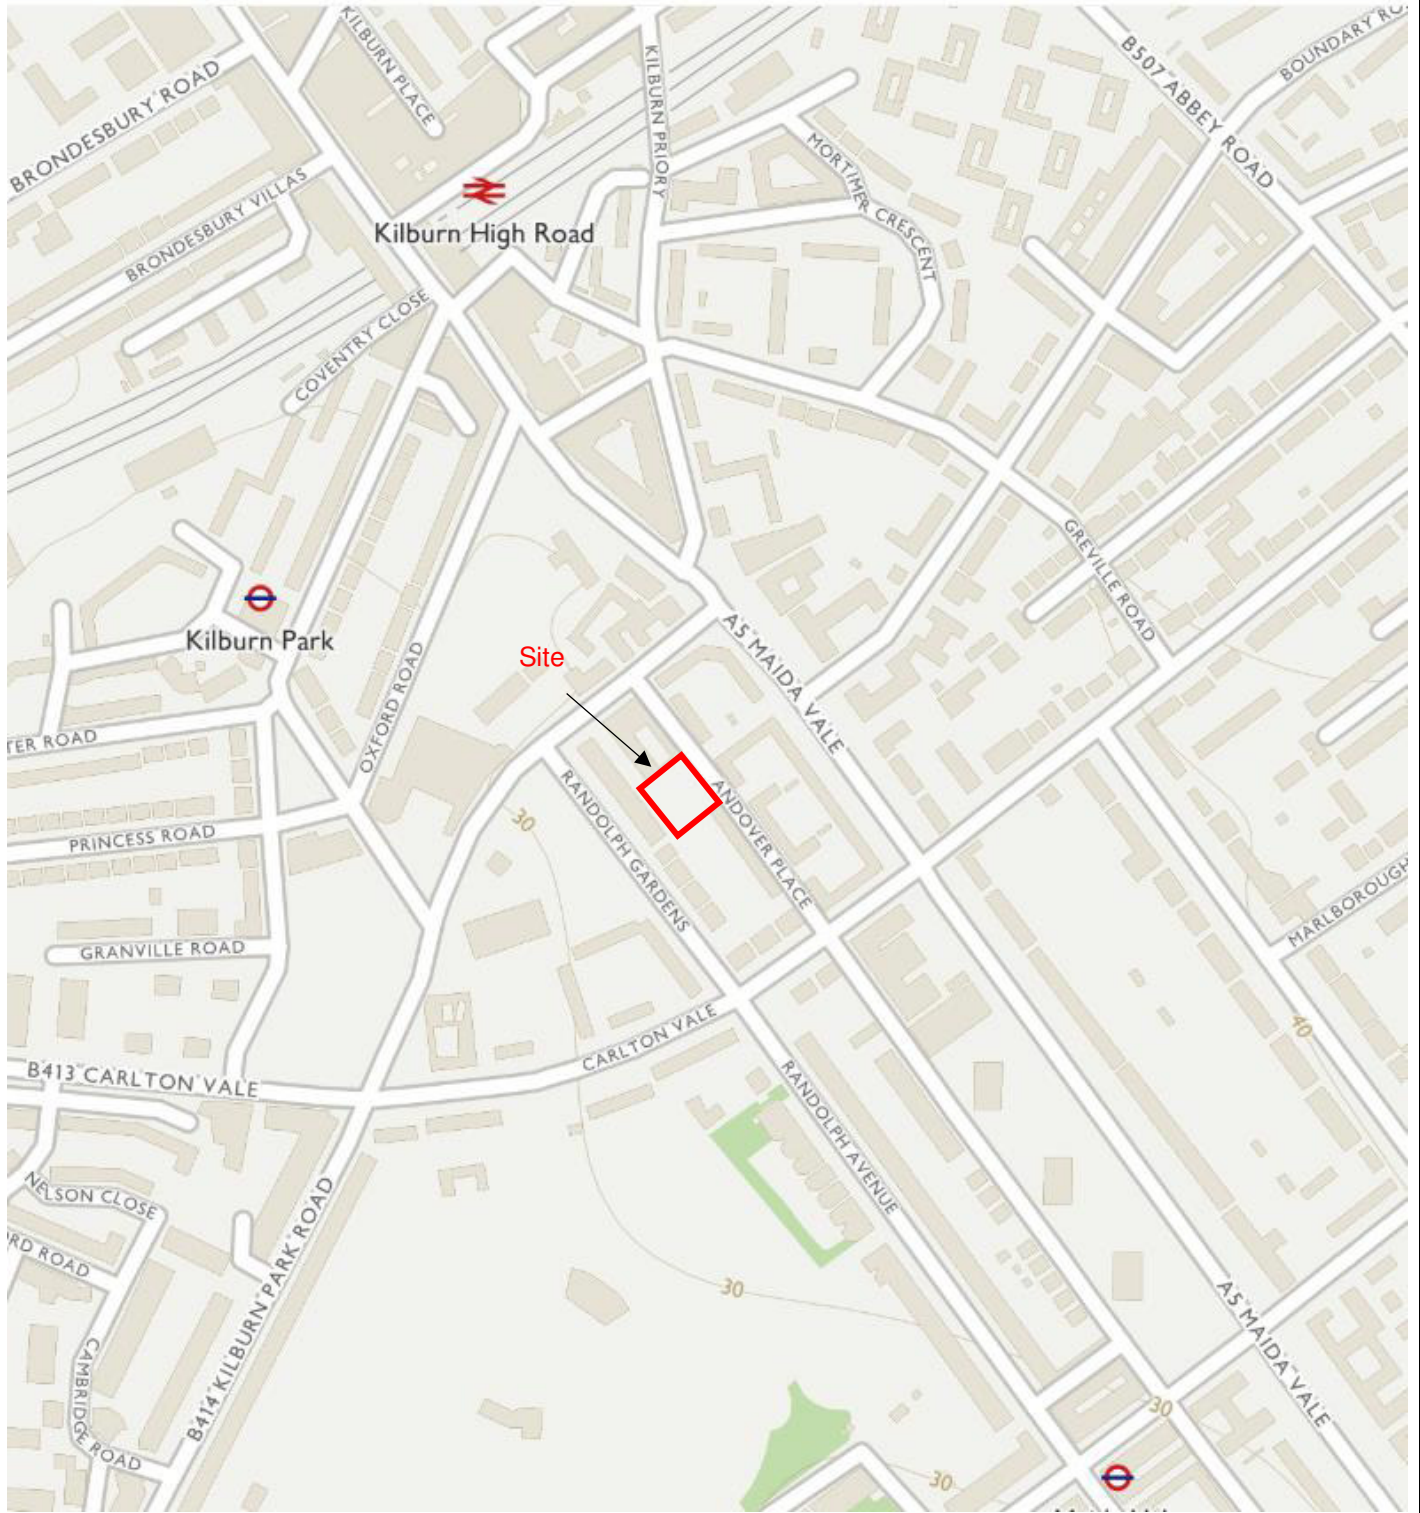 KILBURN PLACE
B507 ABBEY ROAD
BRONDESBURY ROAD
KILBURN PRIORY
MORTIMER CRESCENT
BRONDESBURY VILLAS
Kilburn High Road
COVENTRY CLOSE
GREVILLE ROAD
Kilburn Park
Site
A5 MAIDA VALE
OXFORD ROAD
TER ROAD
RANDOLPH GARDENS
ANDOVER PLACE
30
PRINCESS ROAD
MARLBOROUGH
GRANVILLE ROAD
40
CARLTON VALE
B413 CARLTON VALE
RANDOLPH AVENUE
NELSON CLOSE
RD ROAD
B414 KILBURN PARK ROAD
30
A5 MAIDA VALE
CAMBRIDGE ROAD
30
30